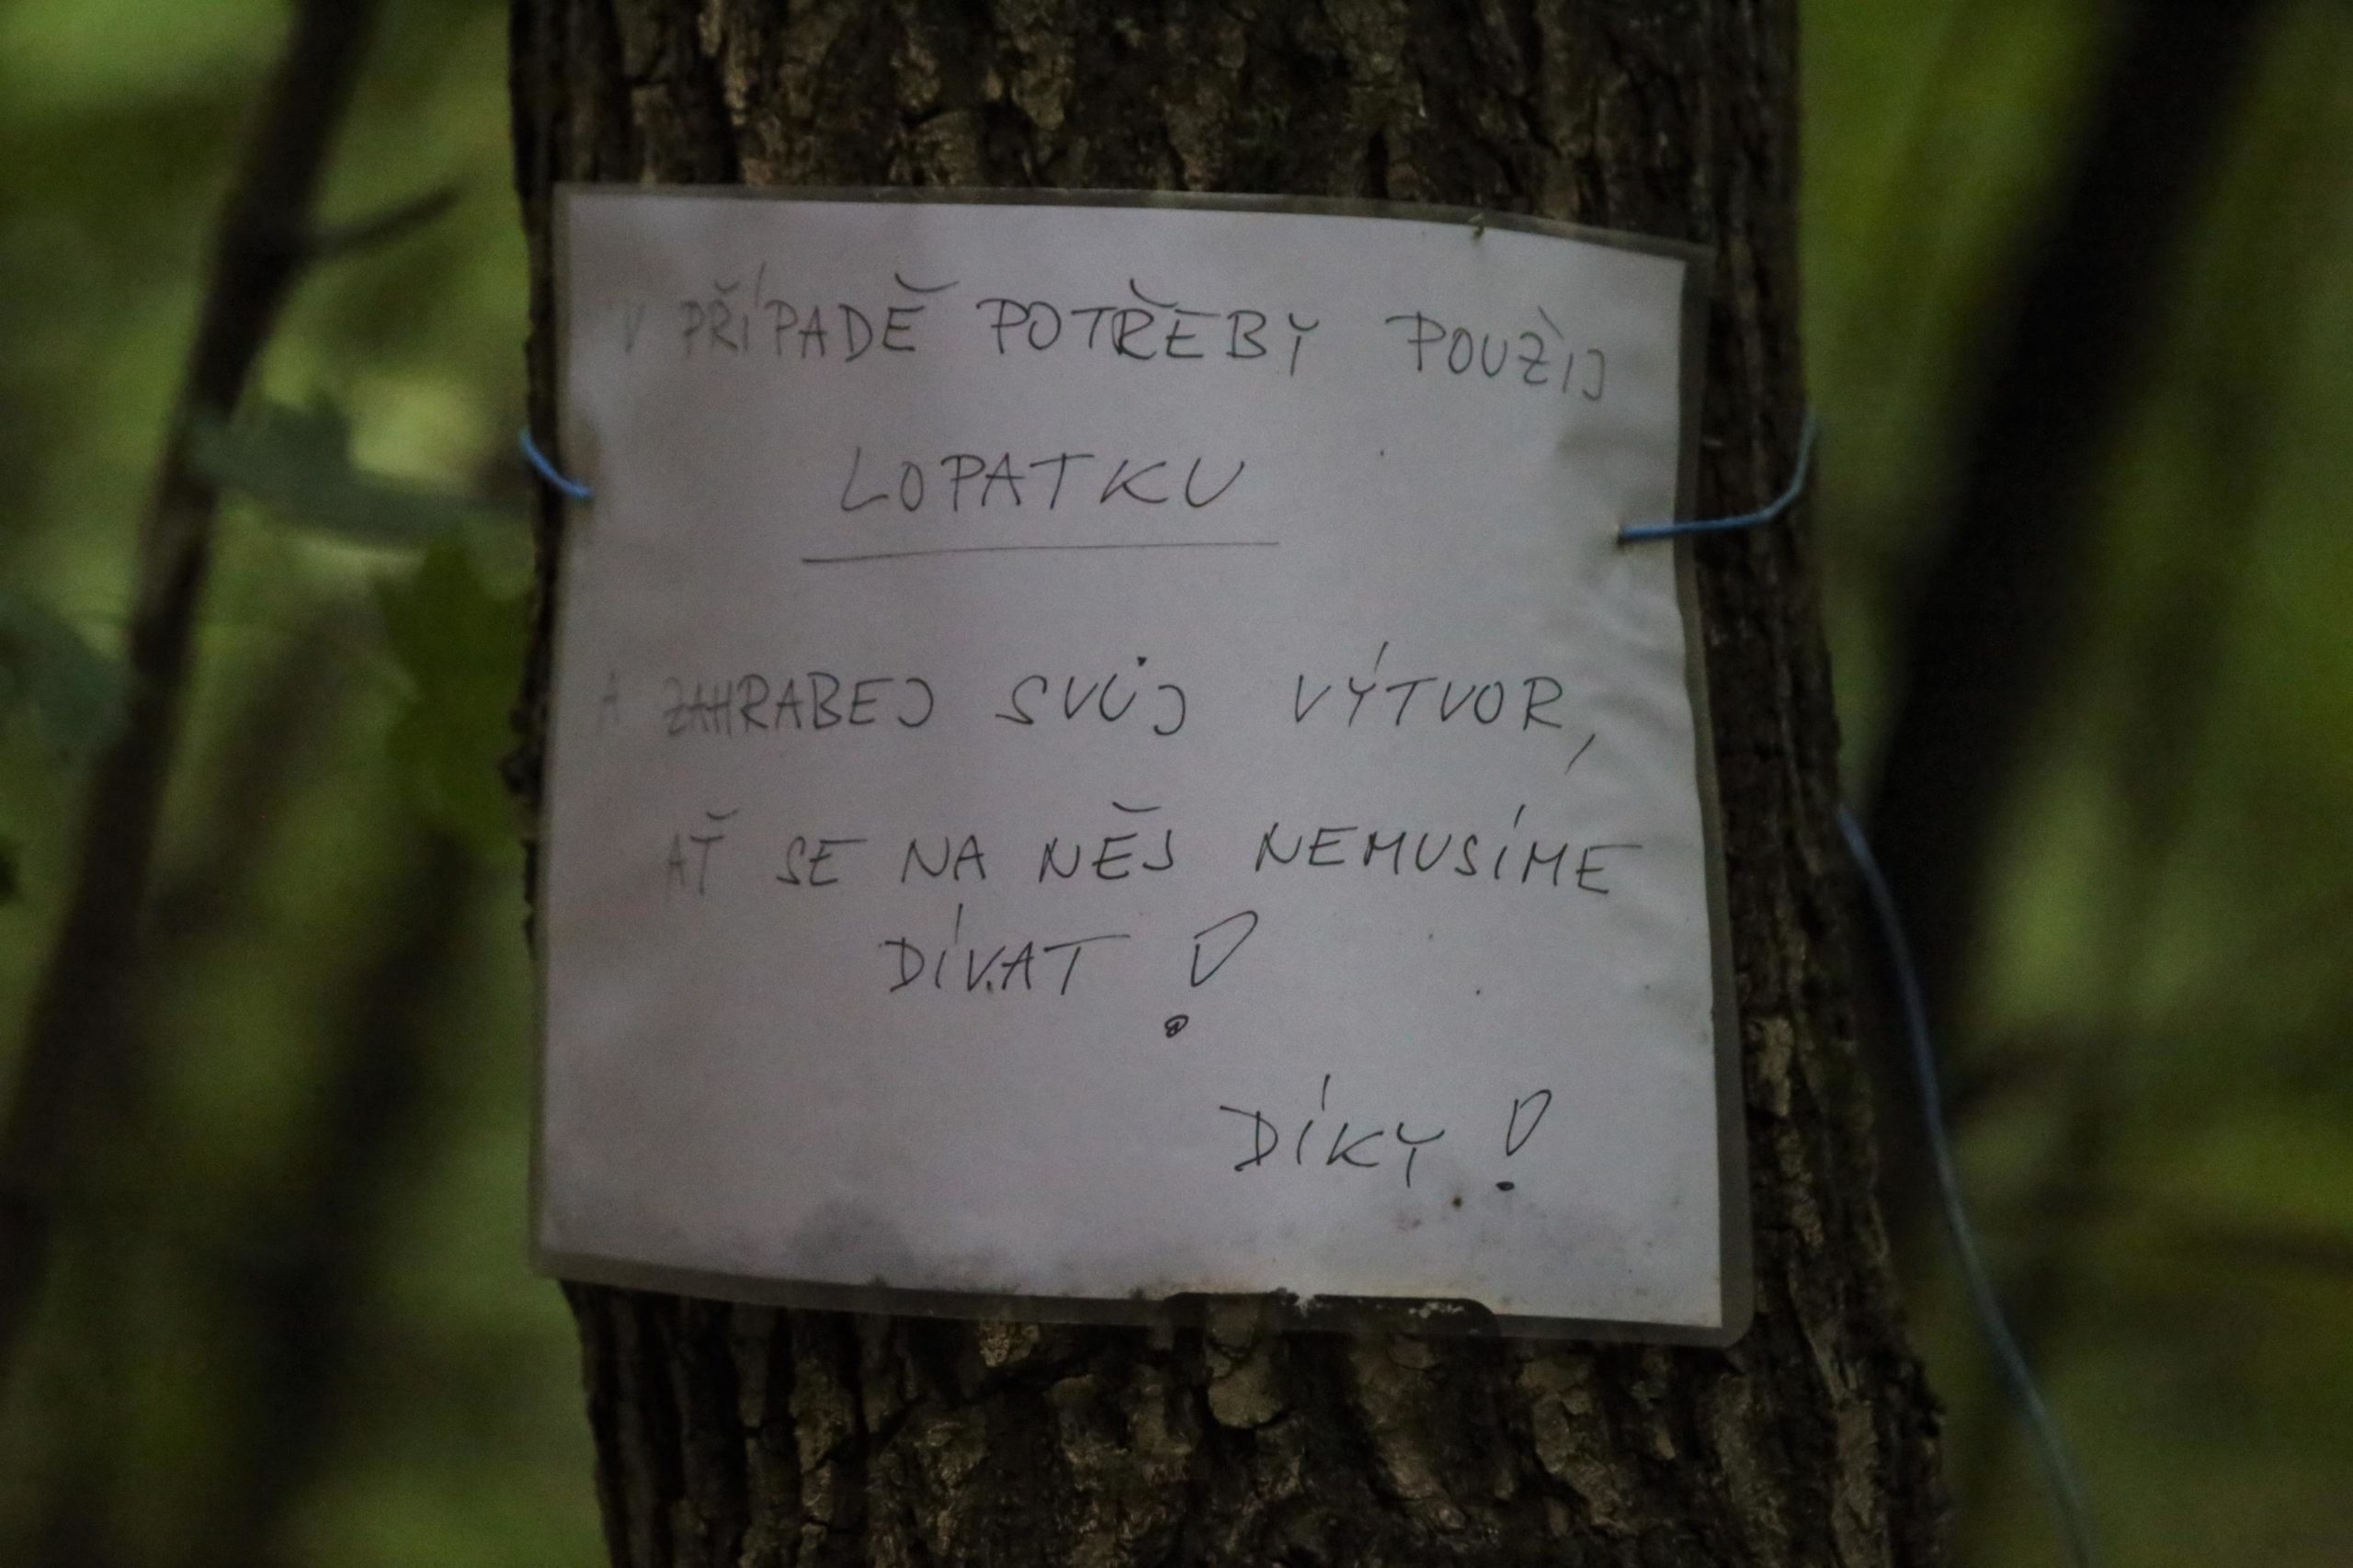 V PŘÍPADĚ POTŘEBY POUŽIJ
LOPATKU
A ZAHRABEJ SVŮJ VÝTVOR,
AŤ SE NA NĚJ NEMUSÍME
DÍVAT!
DÍKY!